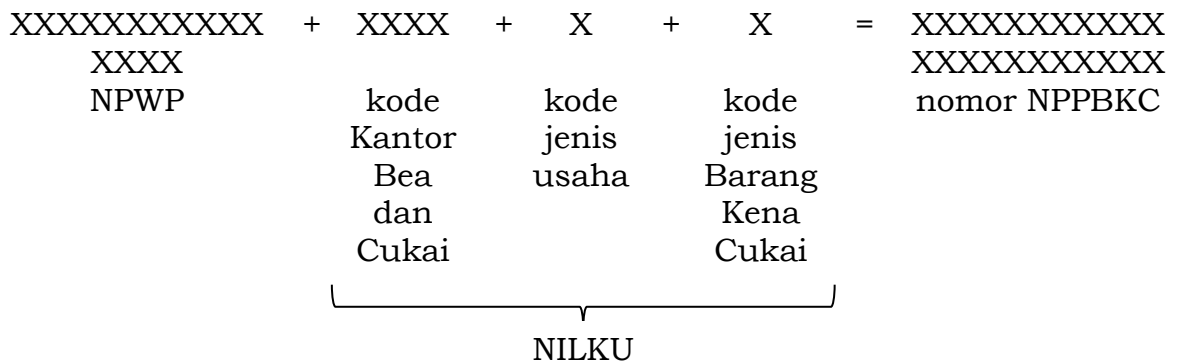 XXXXXXXXXXX + XXXX + X + X = XXXXXXXXXXX
XXXX XXXXXXXXXXX
NPWP kode kode kode nomor NPPBKC
Kantor jenis jenis
Bea usaha Barang
dan Kena
Cukai Cukai
NILKU